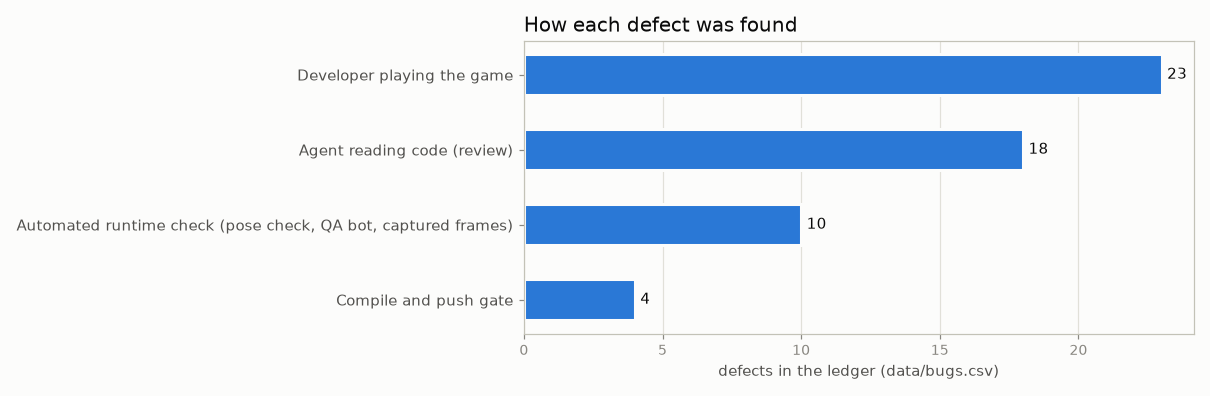 How each defect was found
Developer playing the game
23
Agent reading code (review)
18
Automated runtime check (pose check, QA bot, captured frames)
10
Compile and push gate
4
0 5 10 15 20
defects in the ledger (data/bugs.csv)